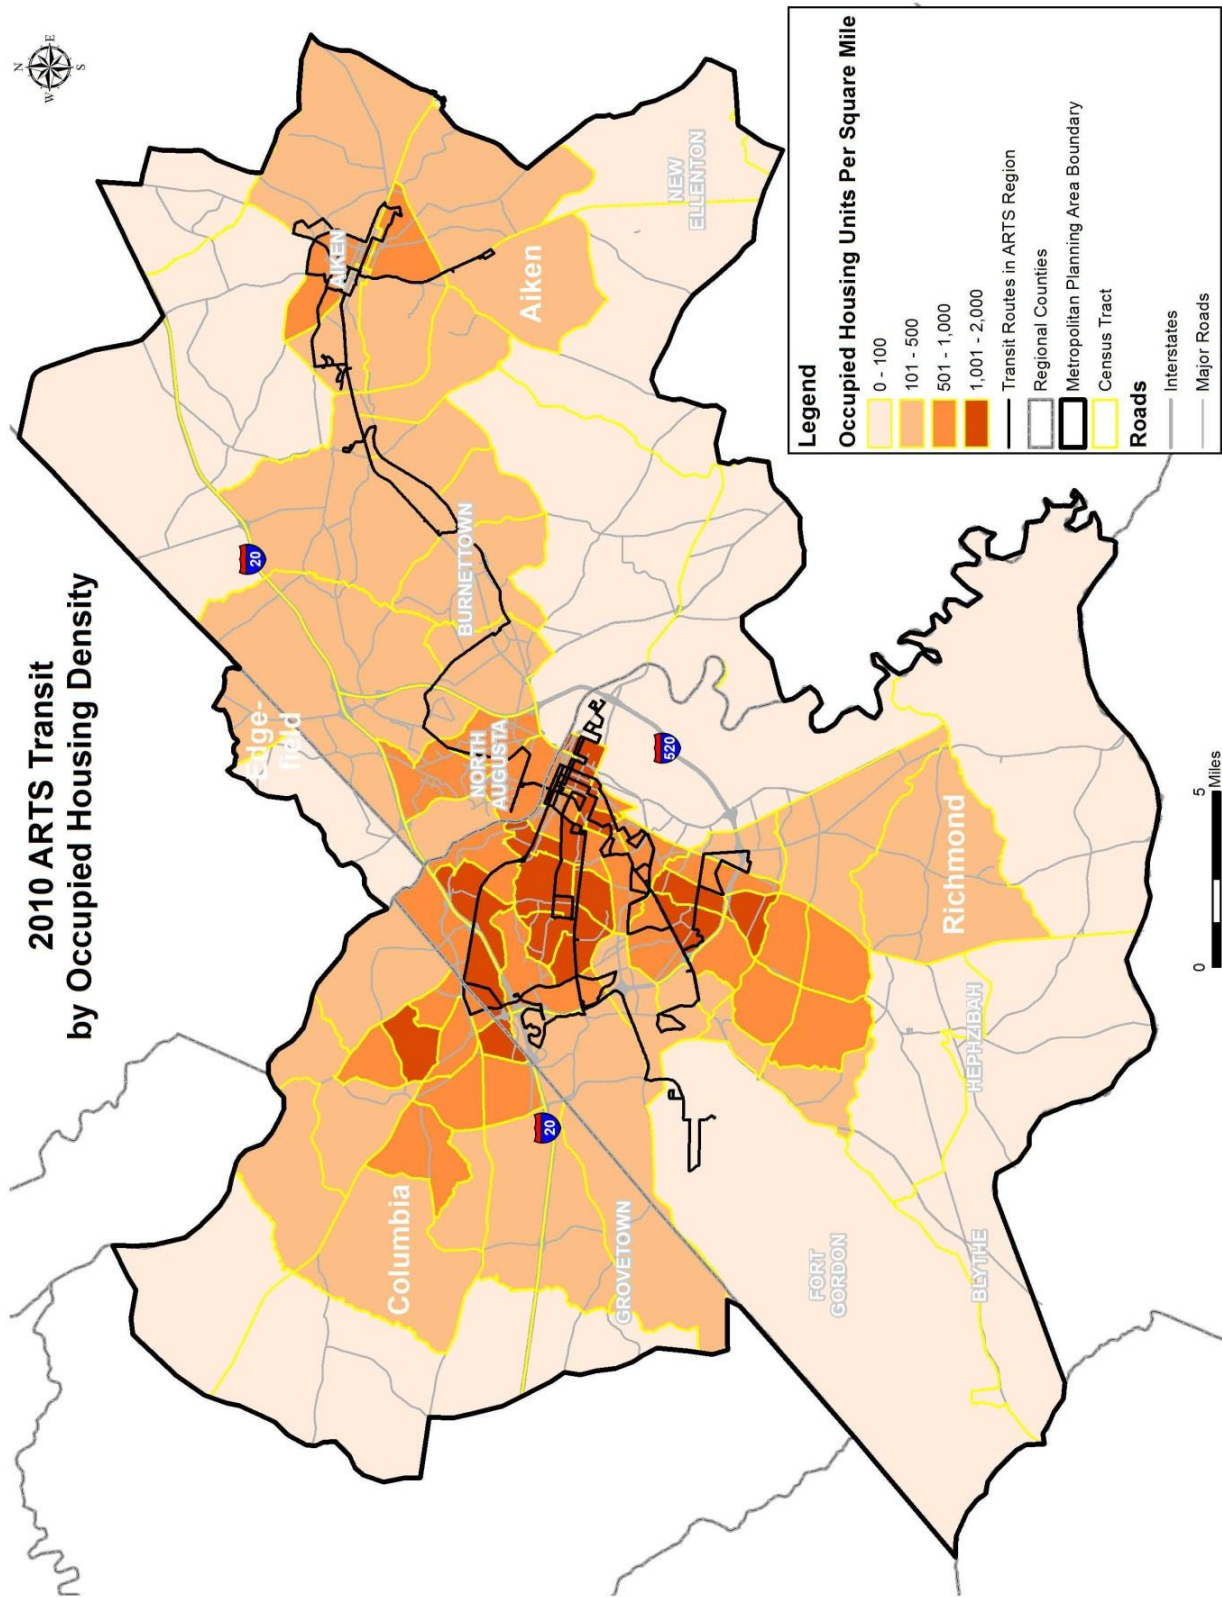 2010 ARTS Transit
by Occupied Housing Density
N
W
E
S
Edge-
field
Columbia
Aiken
Richmond
AIKEN
NEW
ELLENTON
BURNETTOWN
NORTH
AUGUSTA
GROVETOWN
FORT
GORDON
HEPHZIBAH
BLYTHE
20
20
520
Legend
Occupied Housing Units Per Square Mile
0 - 100
101 - 500
501 - 1,000
1,001 - 2,000
Transit Routes in ARTS Region
Regional Counties
Metropolitan Planning Area Boundary
Census Tract
Roads
Interstates
Major Roads
0
5
Miles